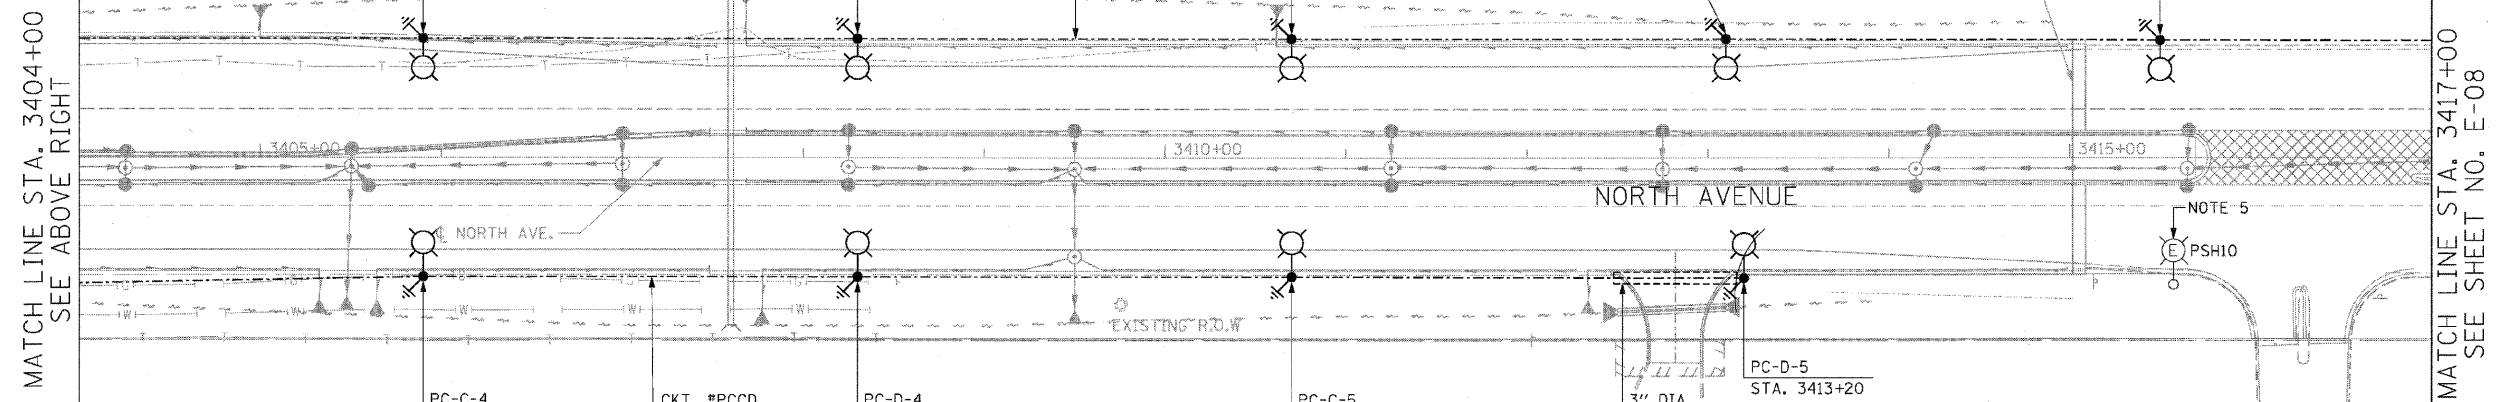 MATCH LINE STA. 3404+00
SEE ABOVE RIGHT
3405+00
3410+00
3415+00
NORTH AVENUE
℄ NORTH AVE.
NOTE 5
E
PSH10
EXISTING R.O.W
PC-D-5
STA. 3413+20
PC-C-4
CKT. #PCCD
PC-D-4
PC-C-5
3" DIA
MATCH LINE STA. 3417+00
SEE SHEET NO. E-08